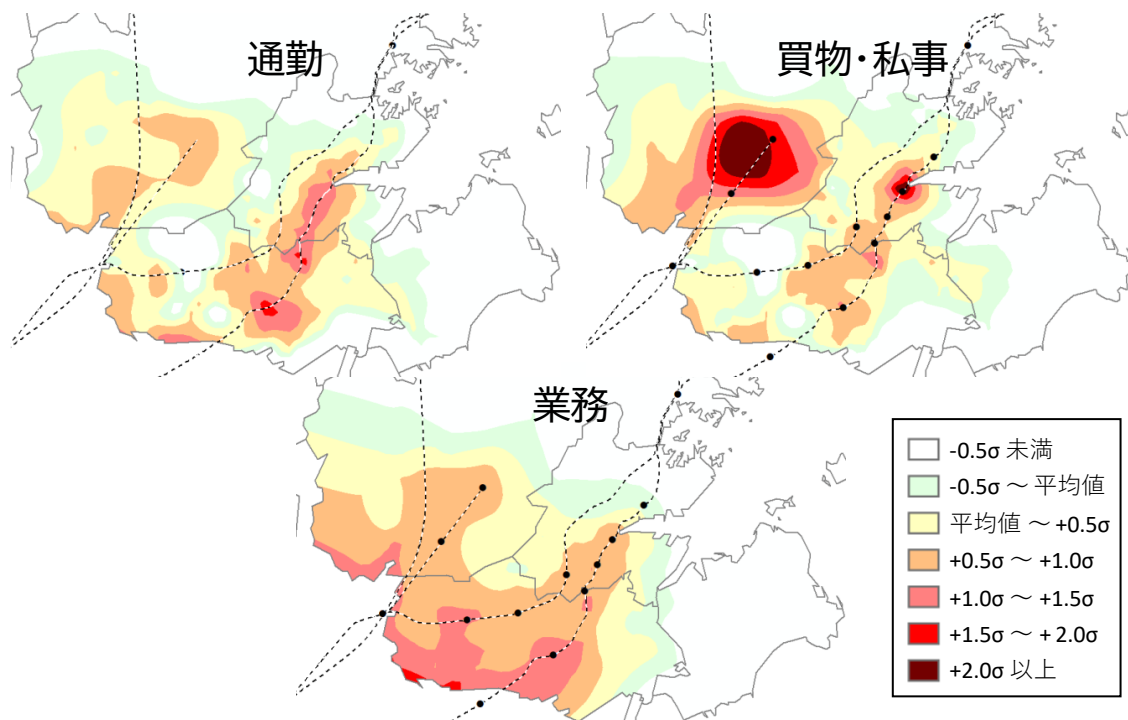 通勤
買物・私事
業務
-0.5σ 未満
-0.5σ ～ 平均値
平均値 ～ +0.5σ
+0.5σ ～ +1.0σ
+1.0σ ～ +1.5σ
+1.5σ ～ + 2.0σ
+2.0σ 以上